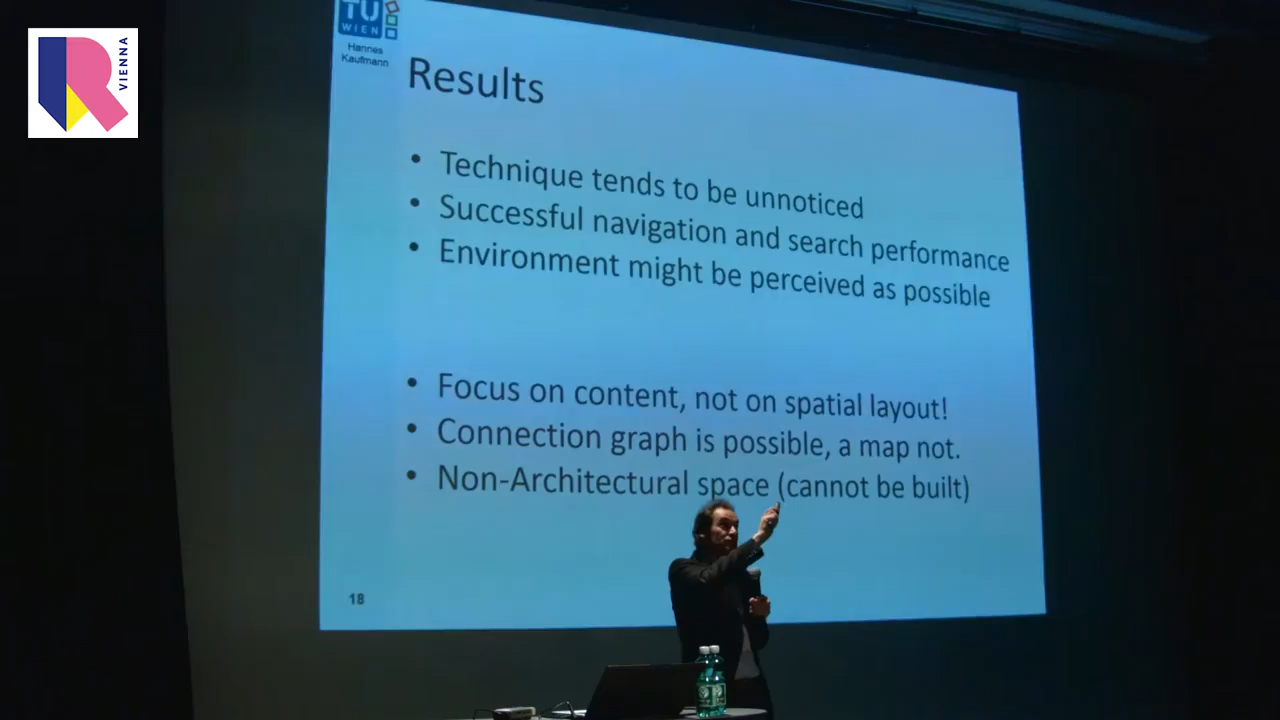 R VIENNA
TU
WIEN
Hannes
Kaufmann
Results
• Technique tends to be unnoticed
• Successful navigation and search performance
• Environment might be perceived as possible
• Focus on content, not on spatial layout!
• Connection graph is possible, a map not.
• Non-Architectural space (cannot be built)
18